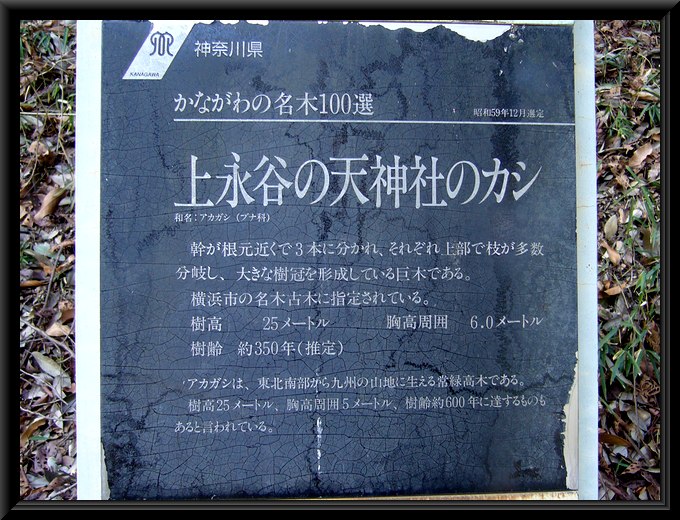 神奈川県
KANAGAWA
かながわの名木100選
昭和59年12月選定
上永谷の天神社のカシ
和名：アカガシ（ブナ科）
幹が根元近くで3本に分かれ、それぞれ上部で枝が多数
分岐し、大きな樹冠を形成している巨木である。
横浜市の名木古木に指定されている。
樹高 25メートル 胸高周囲 6.0メートル
樹齢 約350年(推定)
アカガシは、東北南部から九州の山地に生える常緑高木である。
樹高25メートル、胸高周囲5メートル、樹齢約600年に達するものも
あると言われている。